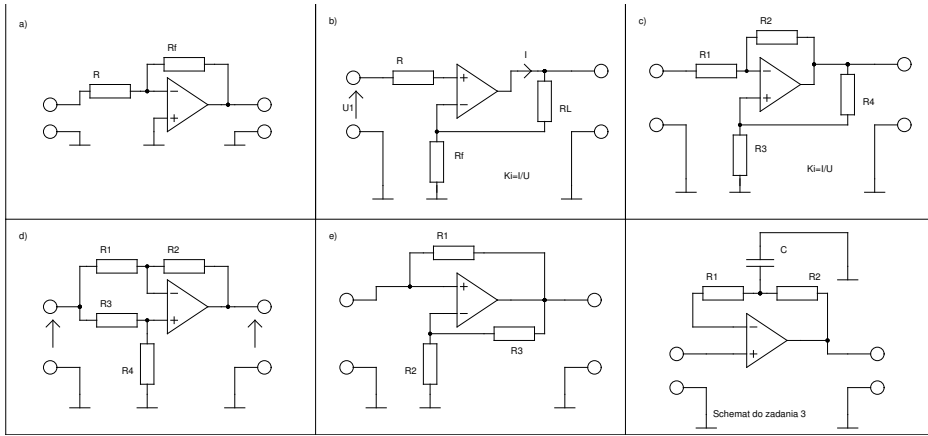 a)
Rf
R
b)
I
R
U1
RL
Rf
Ki=I/U
c)
R2
R1
R4
R3
Ki=I/U
d)
R1
R2
R3
R4
e)
R1
R3
R2
C
R1
R2
Schemat do zadania 3